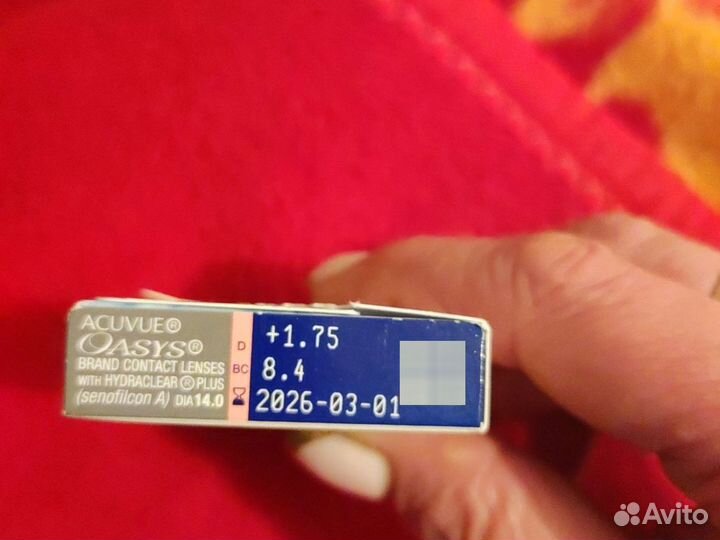 ACUVUE®
OASYS®
BRAND CONTACT LENSES
WITH HYDRACLEAR® PLUS
(senofilcon A) DIA 14.0
D +1.75
BC 8.4
2026-03-01
Avito